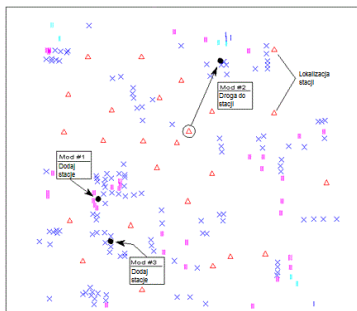 Mod #2
Droga do
stacji
Lokalizacja
stacji
Mod #1
Dodaj
stacje
Mod #3
Dodaj
stacje